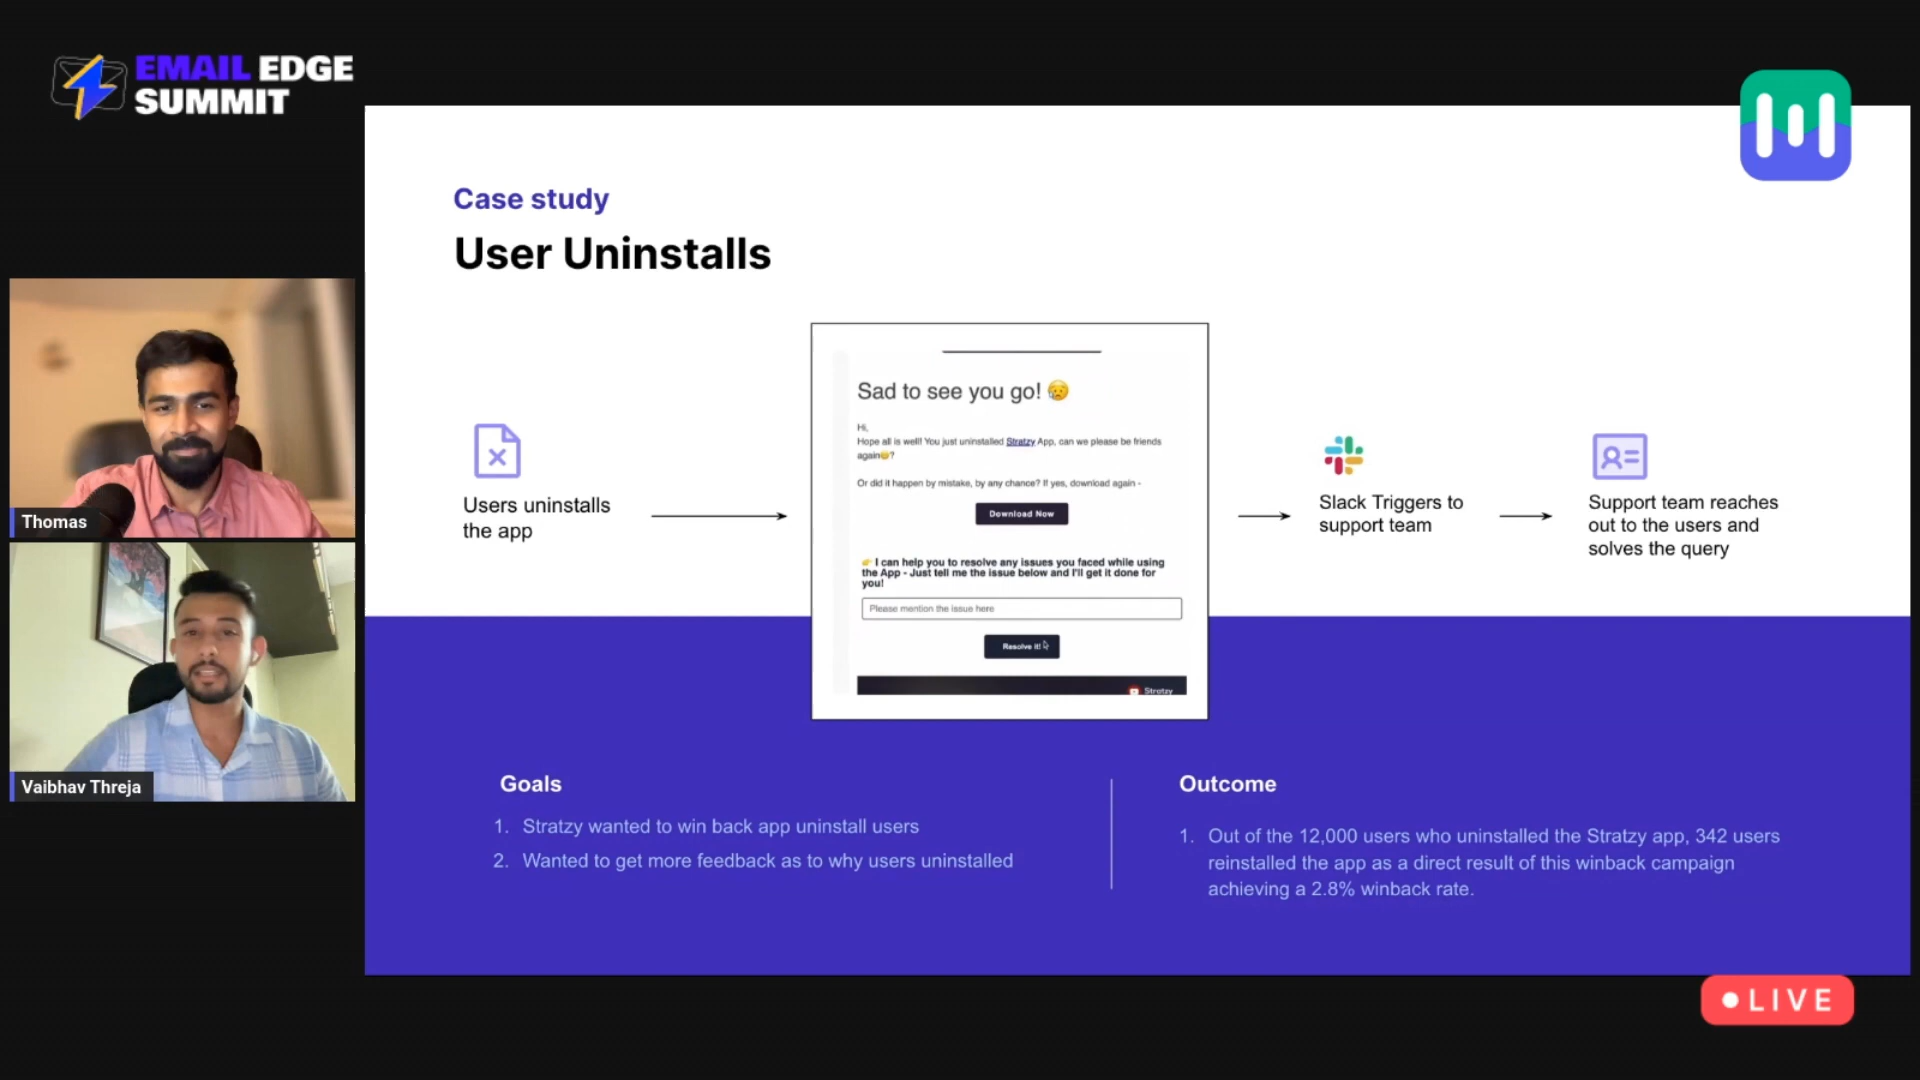 EMAIL EDGE
SUMMIT
Case study
User Uninstalls
Thomas
Vaibhav Threja
Users uninstalls
the app
Sad to see you go! 😥
Hi,
Hope all is well! You just uninstalled Stratzy App, can we please be friends
again😊?
Or did it happen by mistake, by any chance? If yes, download again -
Download Now
👉 I can help you to resolve any issues you faced while using
the App - Just tell me the issue below and I'll get it done for
you!
Please mention the issue here
Resolve it!
Stratzy
Slack Triggers to
support team
Support team reaches
out to the users and
solves the query
Goals
1. Stratzy wanted to win back app uninstall users
2. Wanted to get more feedback as to why users uninstalled
Outcome
1. Out of the 12,000 users who uninstalled the Stratzy app, 342 users
reinstalled the app as a direct result of this winback campaign
achieving a 2.8% winback rate.
LIVE